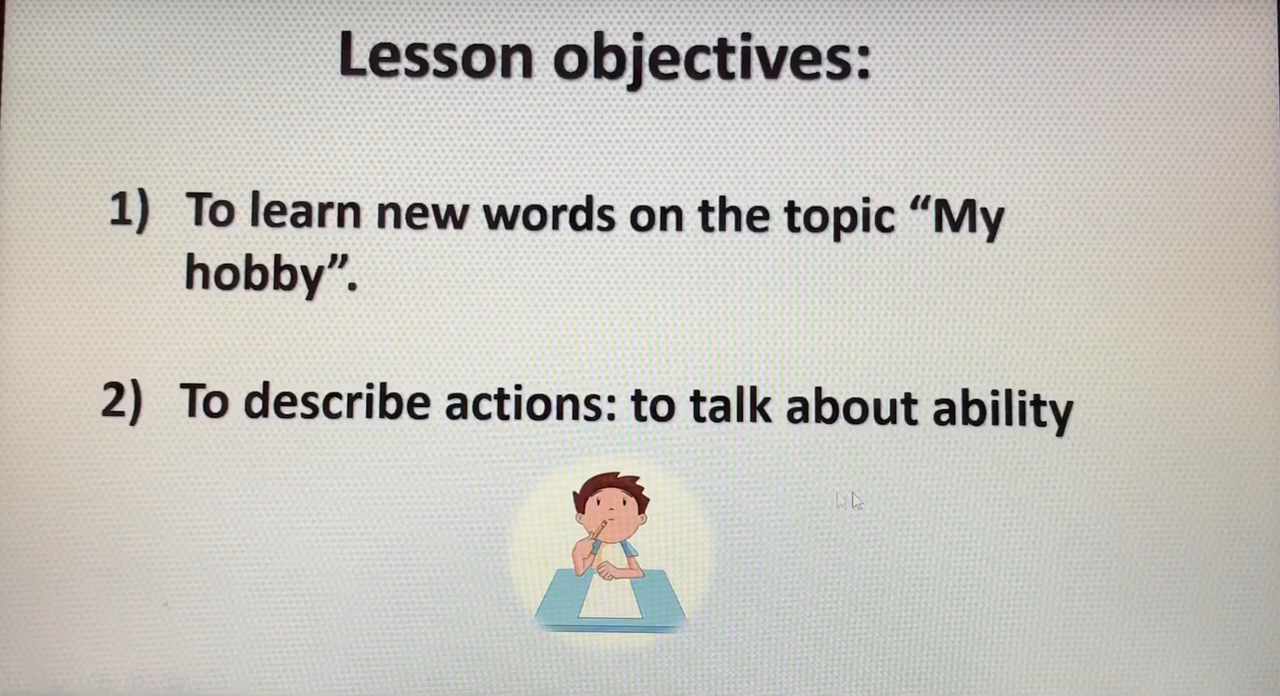 Lesson objectives:
1) To learn new words on the topic “My
hobby”.
2) To describe actions: to talk about ability